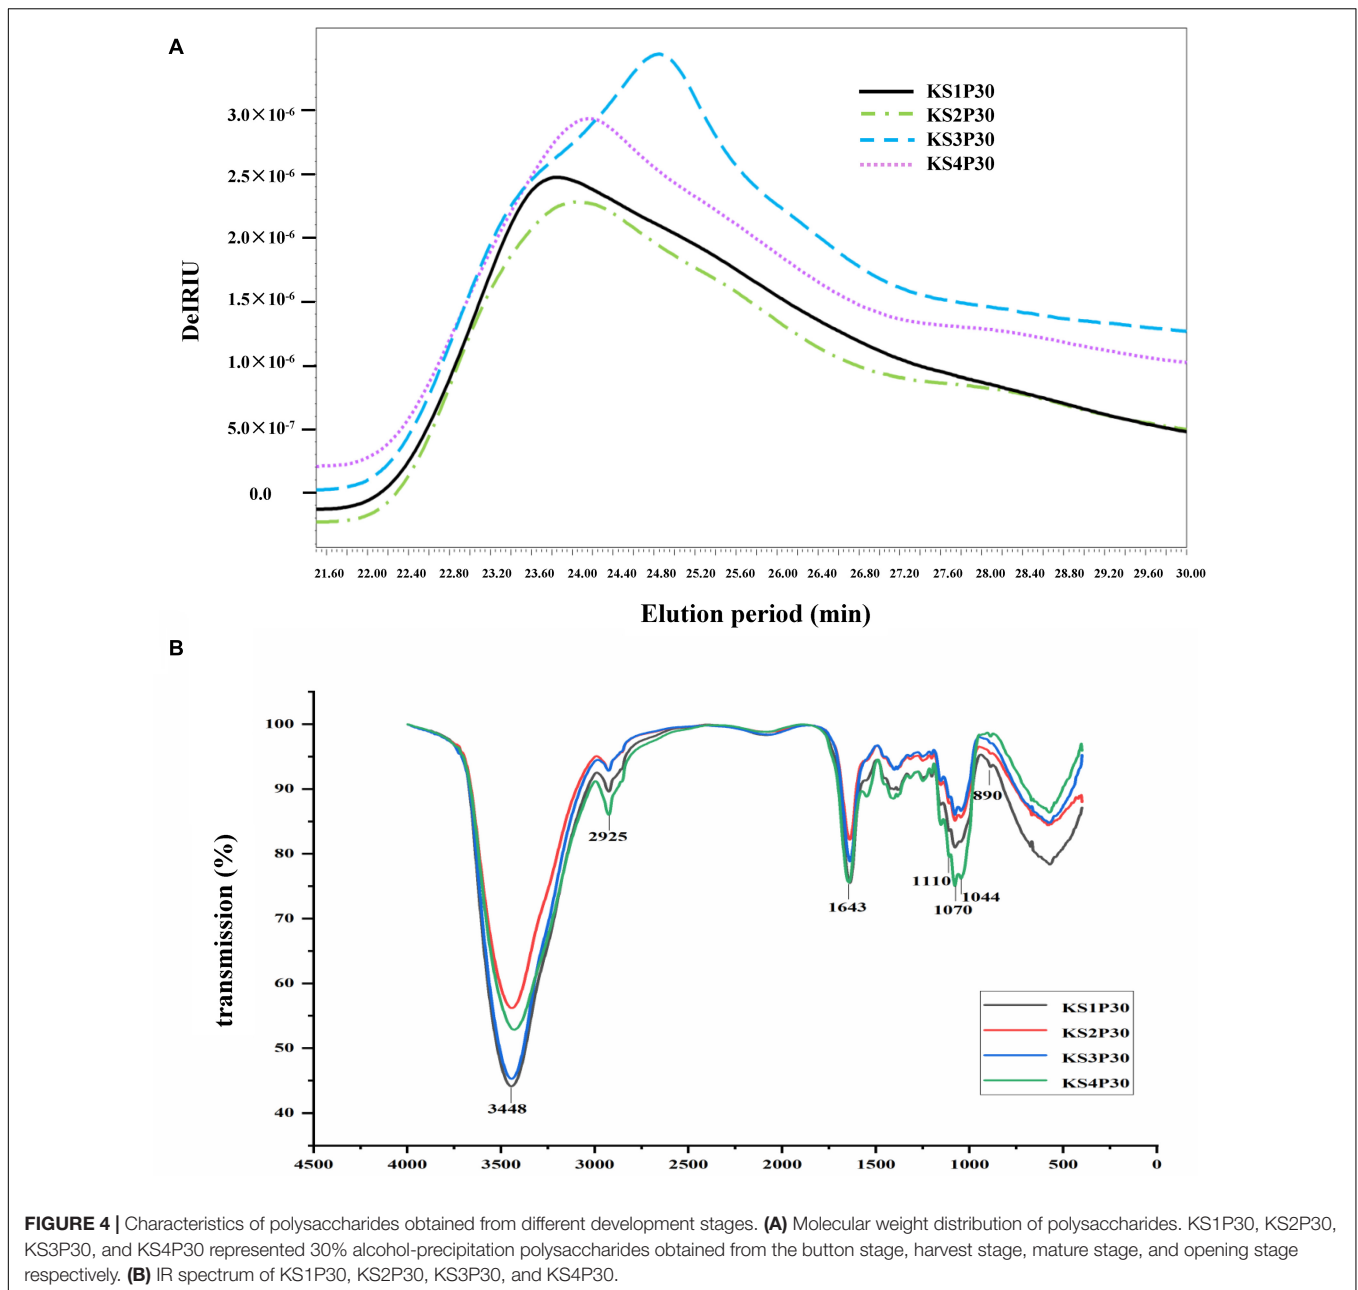 A
KS1P30
KS2P30
KS3P30
KS4P30
3.0×10⁻⁶
2.5×10⁻⁶
2.0×10⁻⁶
1.5×10⁻⁶
1.0×10⁻⁶
5.0×10⁻⁷
0.0
DelRIU
21.60 22.00 22.40 22.80 23.20 23.60 24.00 24.40 24.80 25.60 25.60 26.00 26.40 26.80 27.20 27.60 28.00 28.40 28.80 29.20 29.60 30.00
Elution period (min)
B
100
90
80
70
60
50
40
transmission (%)
2925
890
1110
1044
1643
1070
3448
KS1P30
KS2P30
KS3P30
KS4P30
4500 4000 3500 3000 2500 2000 1500 1000 500 0
FIGURE 4 | Characteristics of polysaccharides obtained from different development stages. (A) Molecular weight distribution of polysaccharides. KS1P30, KS2P30,
KS3P30, and KS4P30 represented 30% alcohol-precipitation polysaccharides obtained from the button stage, harvest stage, mature stage, and opening stage
respectively. (B) IR spectrum of KS1P30, KS2P30, KS3P30, and KS4P30.